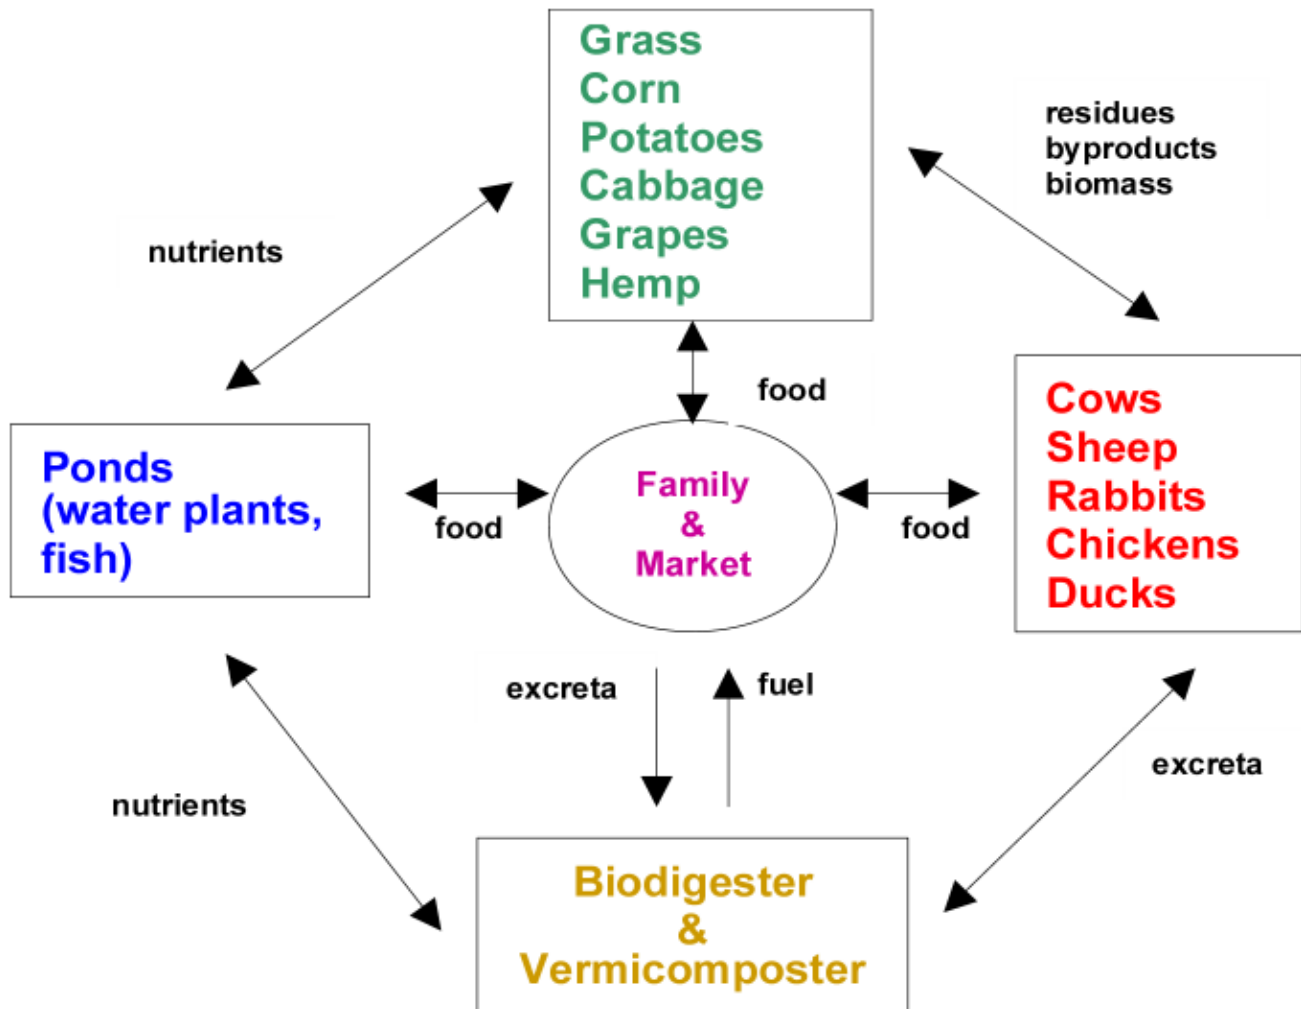 Grass
Corn
Potatoes
Cabbage
Grapes
Hemp
residues
byproducts
biomass
nutrients
food
Cows
Sheep
Rabbits
Chickens
Ducks
Ponds
(water plants,
fish)
food
Family
&
Market
food
excreta
fuel
nutrients
excreta
Biodigester
&
Vermicomposter